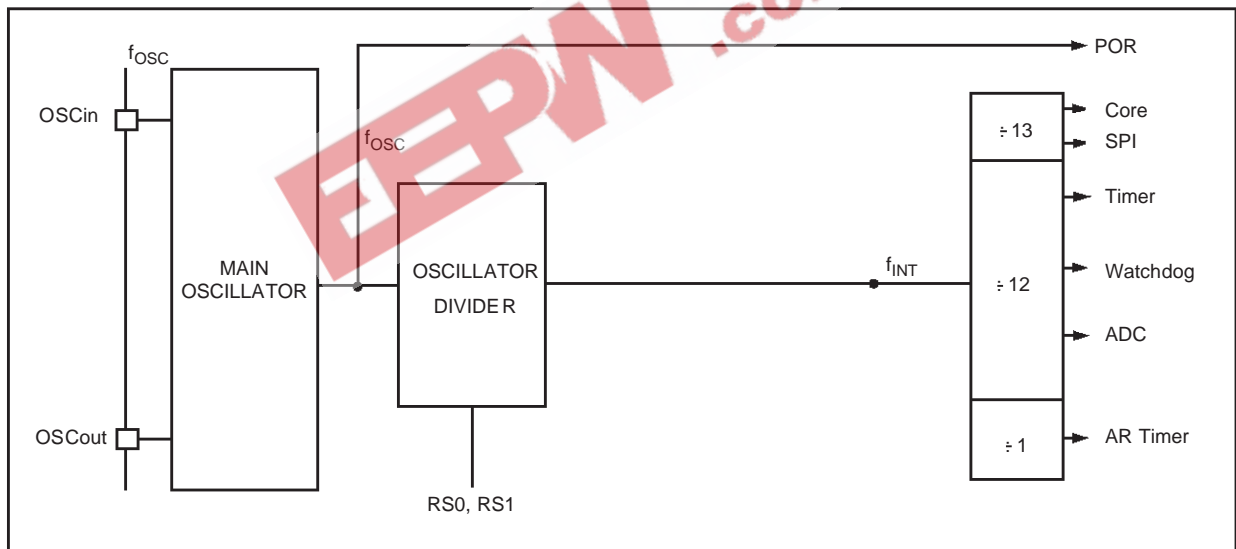 EEPW.co
fOSC
POR
OSCin
÷13
Core
SPI
fOSC
Timer
MAIN
OSCILLATOR
OSCILLATOR
DIVIDER
fINT
÷12
Watchdog
ADC
OSCout
÷1
AR Timer
RS0, RS1